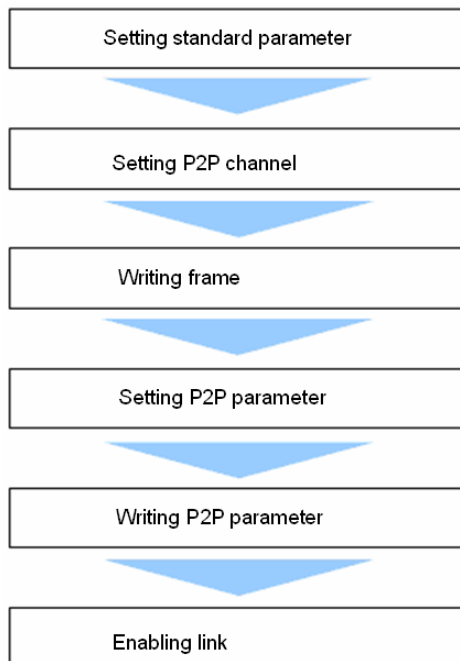 Setting standard parameter
Setting P2P channel
Writing frame
Setting P2P parameter
Writing P2P parameter
Enabling link